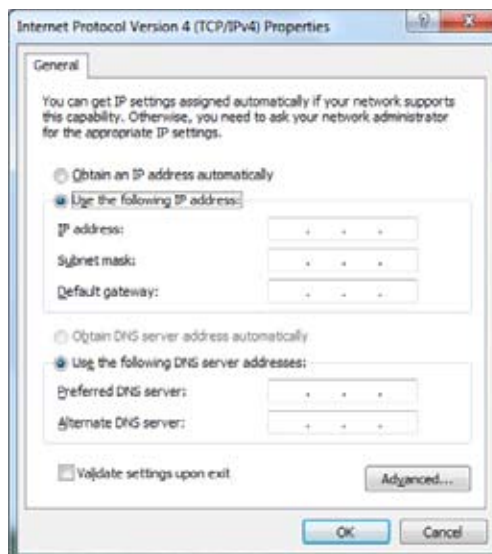 Internet Protocol Version 4 (TCP/IPv4) Properties
General
You can get IP settings assigned automatically if your network supports
this capability. Otherwise, you need to ask your network administrator
for the appropriate IP settings.
Obtain an IP address automatically
Use the following IP address:
IP address:
Subnet mask:
Default gateway:
Obtain DNS server address automatically
Use the following DNS server addresses:
Preferred DNS server:
Alternate DNS server:
Validate settings upon exit
Advanced...
OK
Cancel